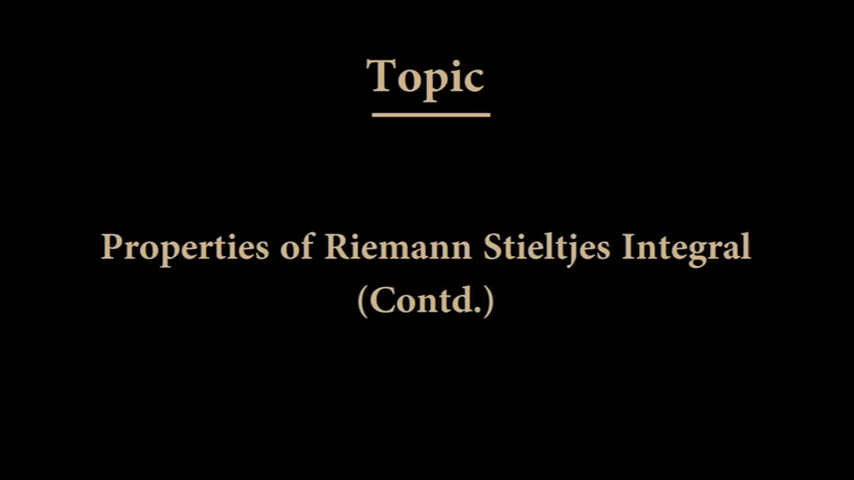 Topic
Properties of Riemann Stieltjes Integral
(Contd.)